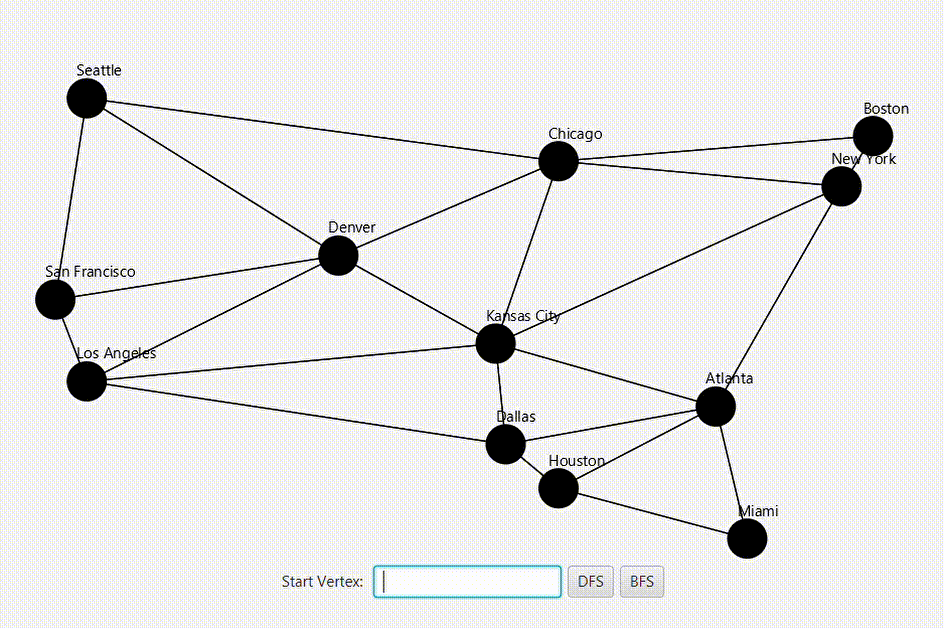 Seattle
Boston
Chicago
New York
Denver
San Francisco
Kansas City
Los Angeles
Atlanta
Dallas
Houston
Miami
Start Vertex: DFS BFS